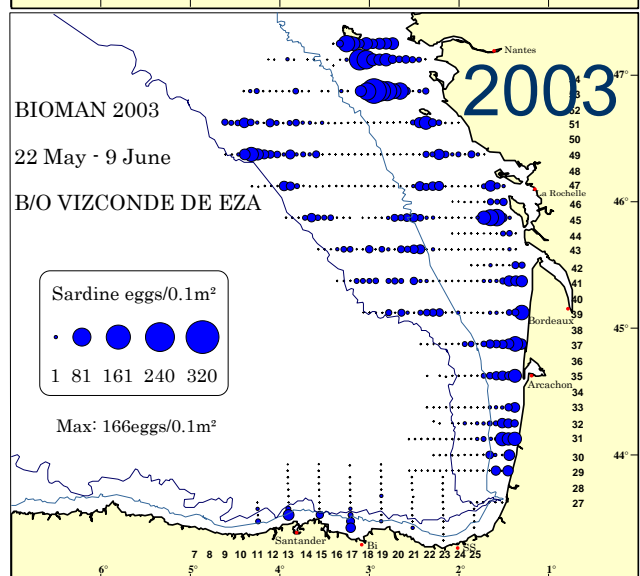 Nantes
47°
2003
54
53
52
BIOMAN 2003
51
22 May - 9 June
49
48
47
La Rochelle
B/O VIZCONDE DE EZA
46
46°
45
44
43
42
Sardine eggs/0.1m²
41
40
39
Bordeaux
45°
38
37
36
1 81 161 240 320
35
Arcachon
34
Max: 166eggs/0.1m²
33
32
31
44°
30
29
28
27
Santander
Bi
SS
7 8 9 10 11 12 13 14 15 16 17 18 19 20 21 22 23 24 25
6° 5° 4° 3° 2° 1°